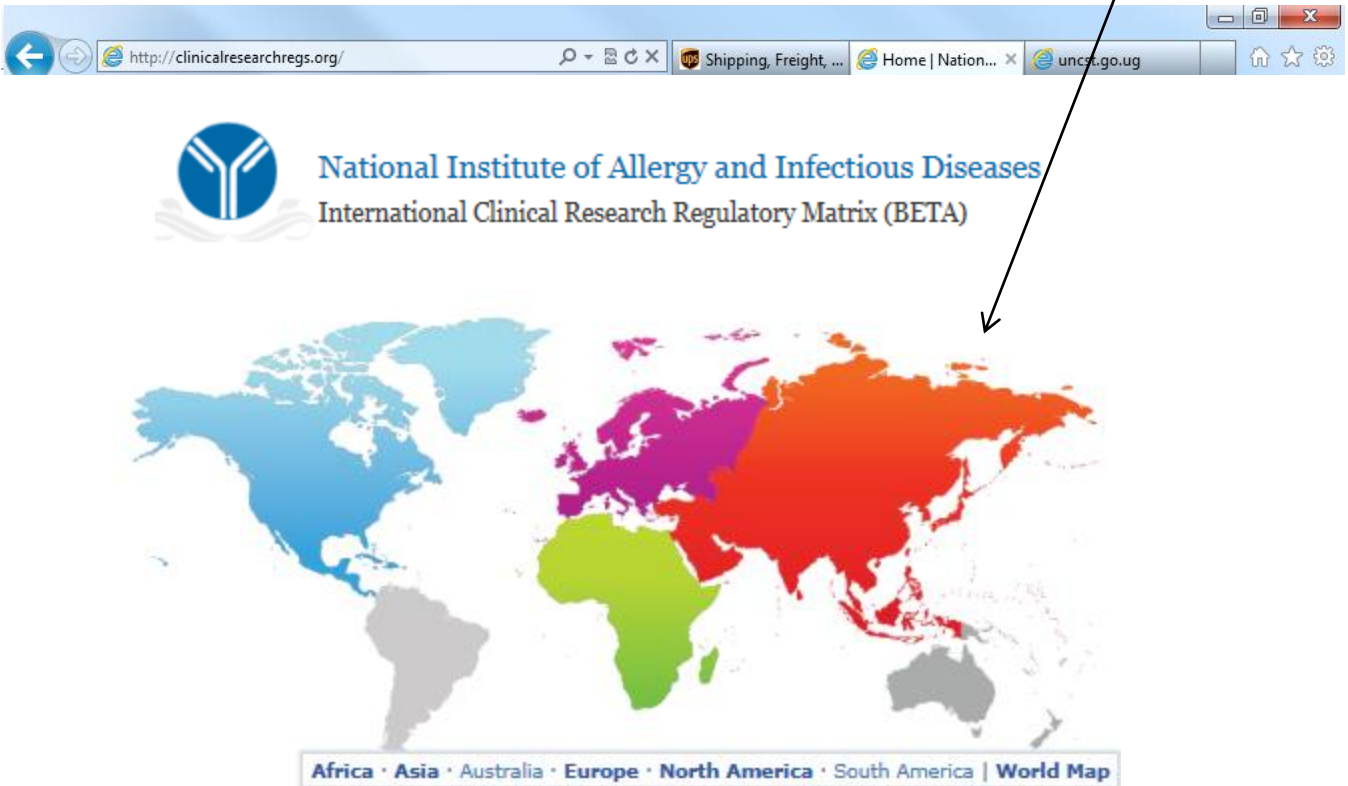 http://clinicalresearchregs.org/
ups Shipping, Freight, ... Home | Nation... uncst.go.ug
National Institute of Allergy and Infectious Diseases
International Clinical Research Regulatory Matrix (BETA)
Africa · Asia · Australia · Europe · North America · South America | World Map